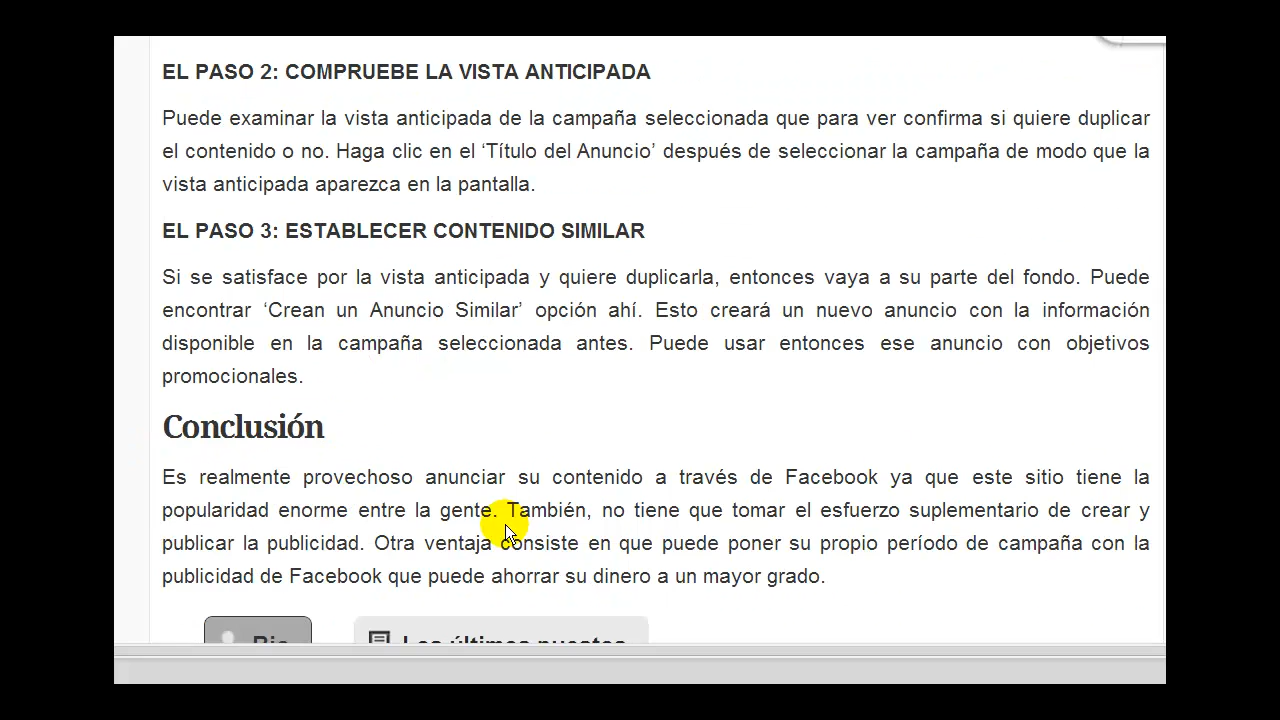 EL PASO 2: COMPRUEBE LA VISTA ANTICIPADA
Puede examinar la vista anticipada de la campaña seleccionada que para ver confirma si quiere duplicar
el contenido o no. Haga clic en el ‘Título del Anuncio’ después de seleccionar la campaña de modo que la
vista anticipada aparezca en la pantalla.
EL PASO 3: ESTABLECER CONTENIDO SIMILAR
Si se satisface por la vista anticipada y quiere duplicarla, entonces vaya a su parte del fondo. Puede
encontrar ‘Crean un Anuncio Similar’ opción ahí. Esto creará un nuevo anuncio con la información
disponible en la campaña seleccionada antes. Puede usar entonces ese anuncio con objetivos
promocionales.
Conclusión
Es realmente provechoso anunciar su contenido a través de Facebook ya que este sitio tiene la
popularidad enorme entre la gente. También, no tiene que tomar el esfuerzo suplementario de crear y
publicar la publicidad. Otra ventaja consiste en que puede poner su propio período de campaña con la
publicidad de Facebook que puede ahorrar su dinero a un mayor grado.
Bio Los últimos puestos